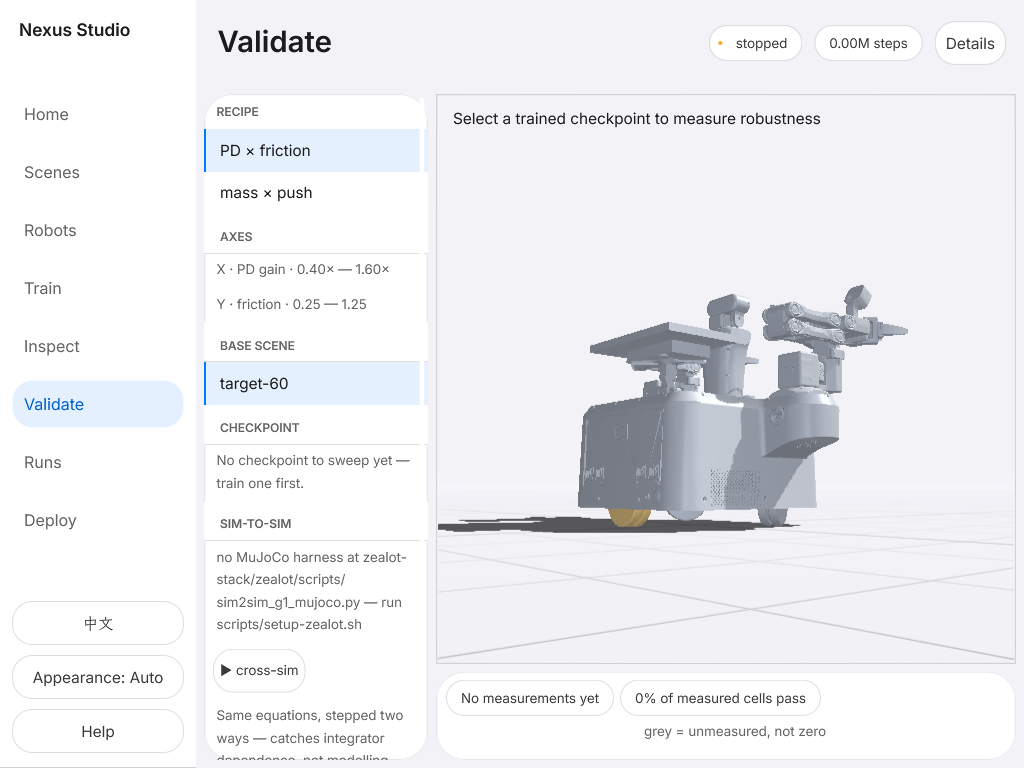 Nexus Studio
Home
Scenes
Robots
Train
Inspect
Validate
Runs
Deploy
中文
Appearance: Auto
Help
Validate
stopped
0.00M steps
Details
RECIPE
PD × friction
mass × push
AXES
X · PD gain · 0.40× — 1.60×
Y · friction · 0.25 — 1.25
BASE SCENE
target-60
CHECKPOINT
No checkpoint to sweep yet —
train one first.
SIM-TO-SIM
no MuJoCo harness at zealot-
stack/zealot/scripts/
sim2sim_g1_mujoco.py — run
scripts/setup-zealot.sh
▶ cross-sim
Same equations, stepped two
ways — catches integrator
dependence, not modelling
Select a trained checkpoint to measure robustness
No measurements yet
0% of measured cells pass
grey = unmeasured, not zero